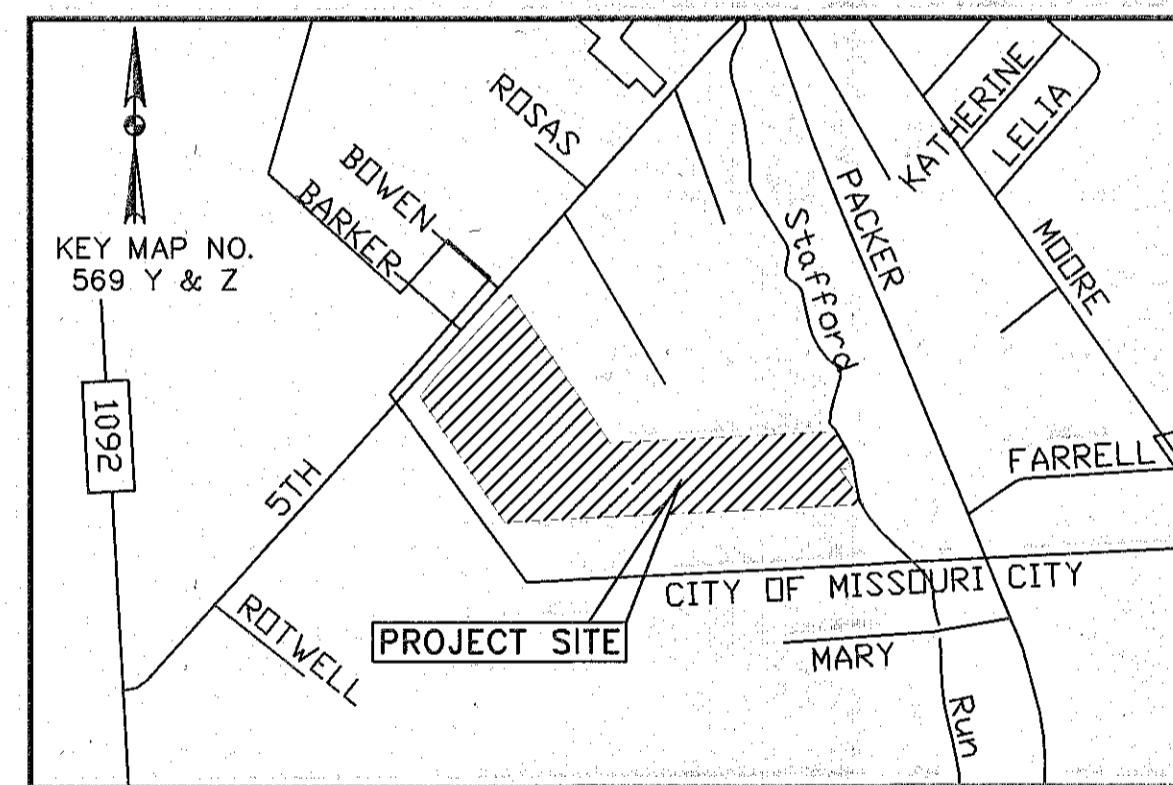 KATHERINE
LELIA
ROSAS
BOWEN
BARKER
PACKER
Stafford
MOORE
KEY MAP NO.
569 Y & Z
1092
5TH
FARRELL
CITY OF MISSOURI CITY
ROTWELL
PROJECT SITE
MARY
Run